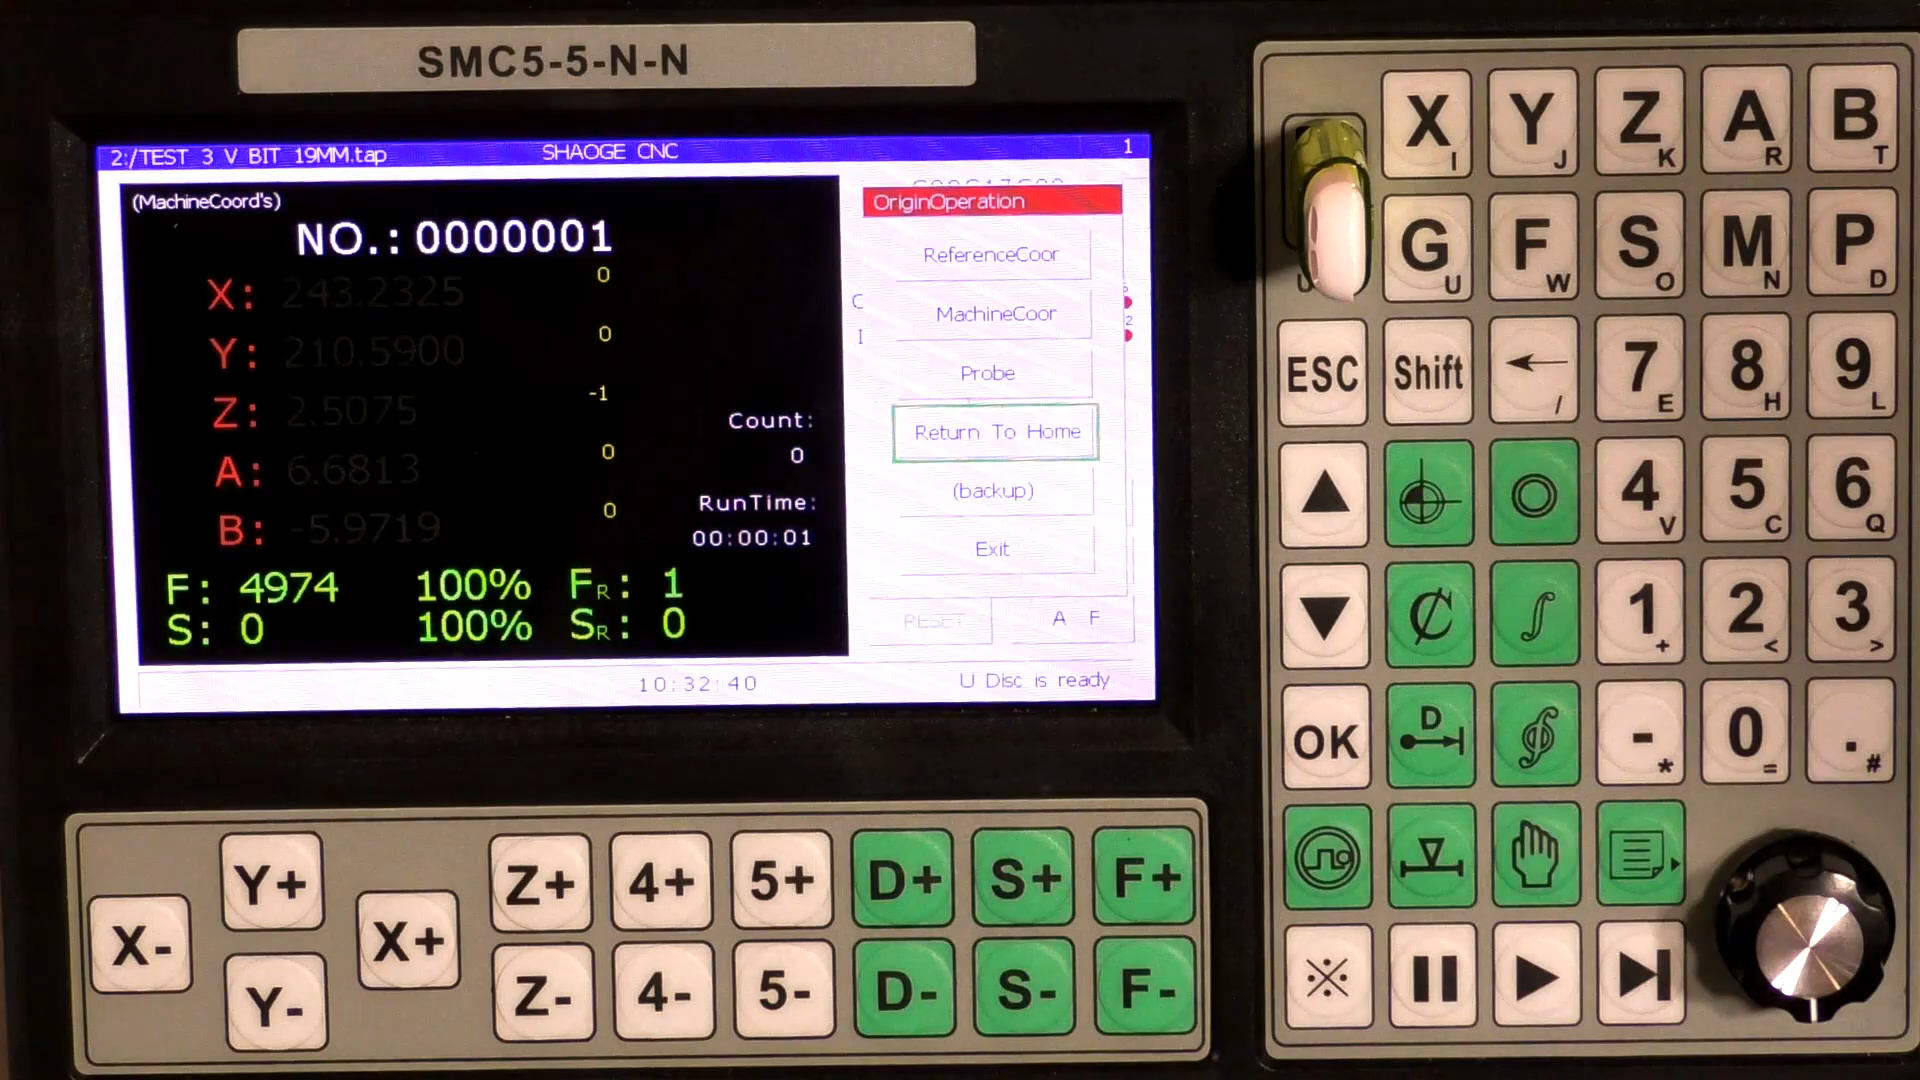 SMC5-5-N-N
2:/TEST 3 V BIT 19MM.tap SHAOGE CNC 1
(MachineCoord's)
NO.:0000001
X: 243.2325 0
Y: 210.5900 0
Z: 2.5075 -1
A: 6.6813 0
B: -5.9719 0
Count:
0
RunTime:
00:00:01
F: 4974 100% FR: 1
S: 0 100% SR: 0
OriginOperation
ReferenceCoor
MachineCoor
Probe
Return To Home
(backup)
Exit
RESET A F
10:32:40 U Disc is ready
X I Y J Z K A R B T
U G U F W S O M N P D
ESC Shift / 7 E 8 H 9 L
4 V 5 C 6 Q
1 + 2 < 3 >
OK D - * 0 = . #
X- Y+ X+ Z+ 4+ 5+ D+ S+ F+
Y- Z- 4- 5- D- S- F-